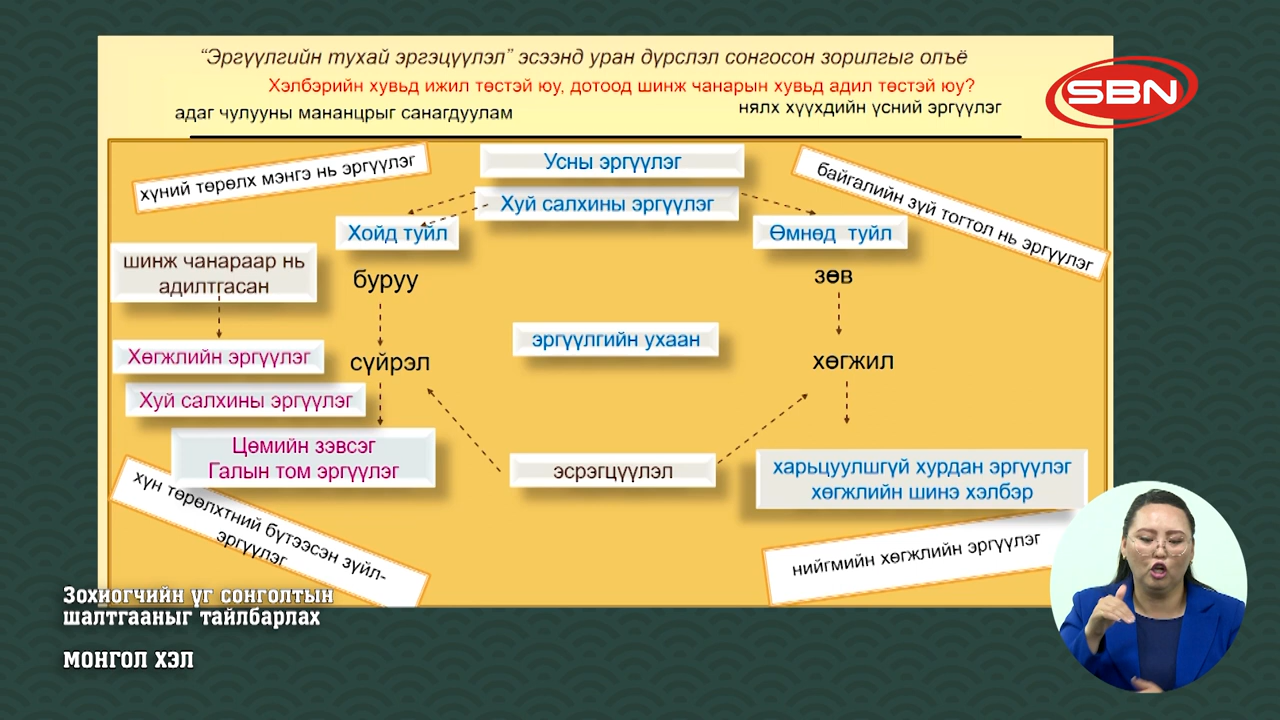 “Эргүүлгийн тухай эргэцүүлэл” эсээнд уран дүрслэл сонгосон зорилгыг олъё
Хэлбэрийн хувьд ижил төстэй юу, дотоод шинж чанарын хувьд адил төстэй юу?
адаг чулууны мананцрыг санагдуулам
нялх хүүхдийн үсний эргүүлэг
SBN
хүний төрөлх мэнгэ нь эргүүлэг
Усны эргүүлэг
Хуй салхины эргүүлэг
байгалийн зүй тогтол нь эргүүлэг
Хойд туйл
Өмнөд туйл
шинж чанараар нь
адилтгасан
буруу
зөв
эргүүлгийн ухаан
Хөгжлийн эргүүлэг
сүйрэл
хөгжил
Хуй салхины эргүүлэг
Цөмийн зэвсэг
Галын том эргүүлэг
эсрэгцүүлэл
харьцуулшгүй хурдан эргүүлэг
хөгжлийн шинэ хэлбэр
хүн төрөлхтний бүтээсэн зүйл-
эргүүлэг
нийгмийн хөгжлийн эргүүлэг
Зохиогчийн үг сонголтын
шалтгааныг тайлбарлах
МОНГОЛ ХЭЛ